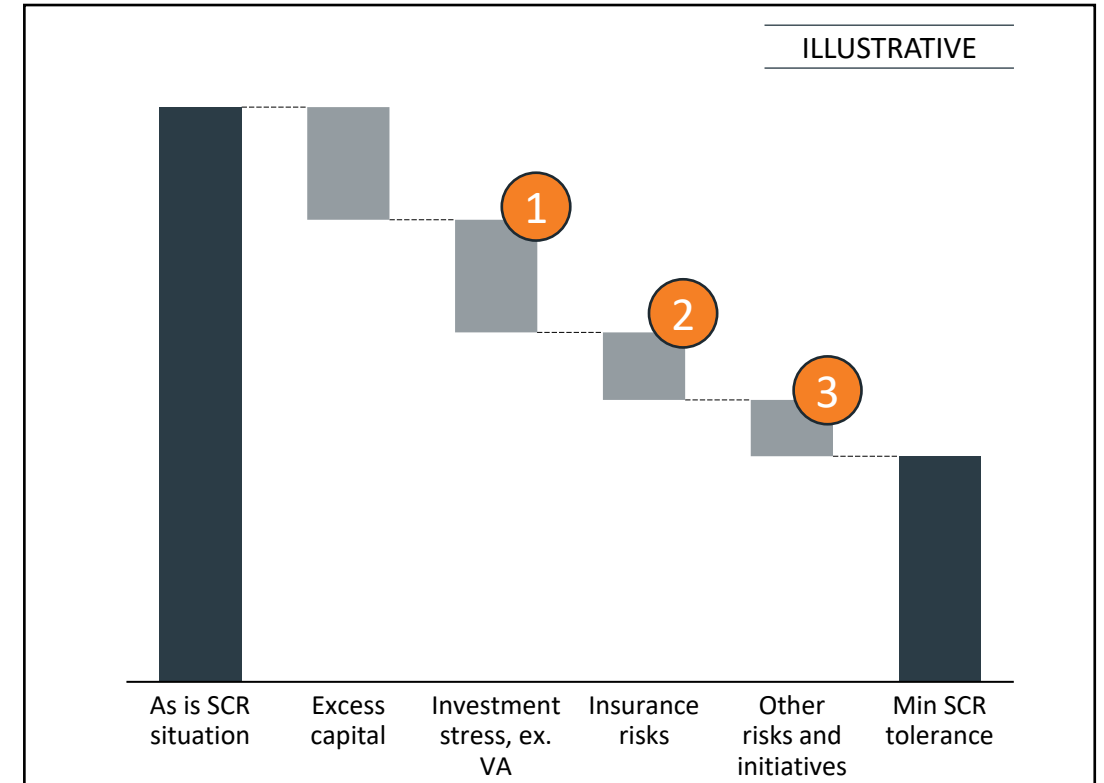 ILLUSTRATIVE
1
2
3
As is SCR
situation
Excess
capital
Investment
stress, ex.
VA
Insurance
risks
Other
risks and
initiatives
Min SCR
tolerance